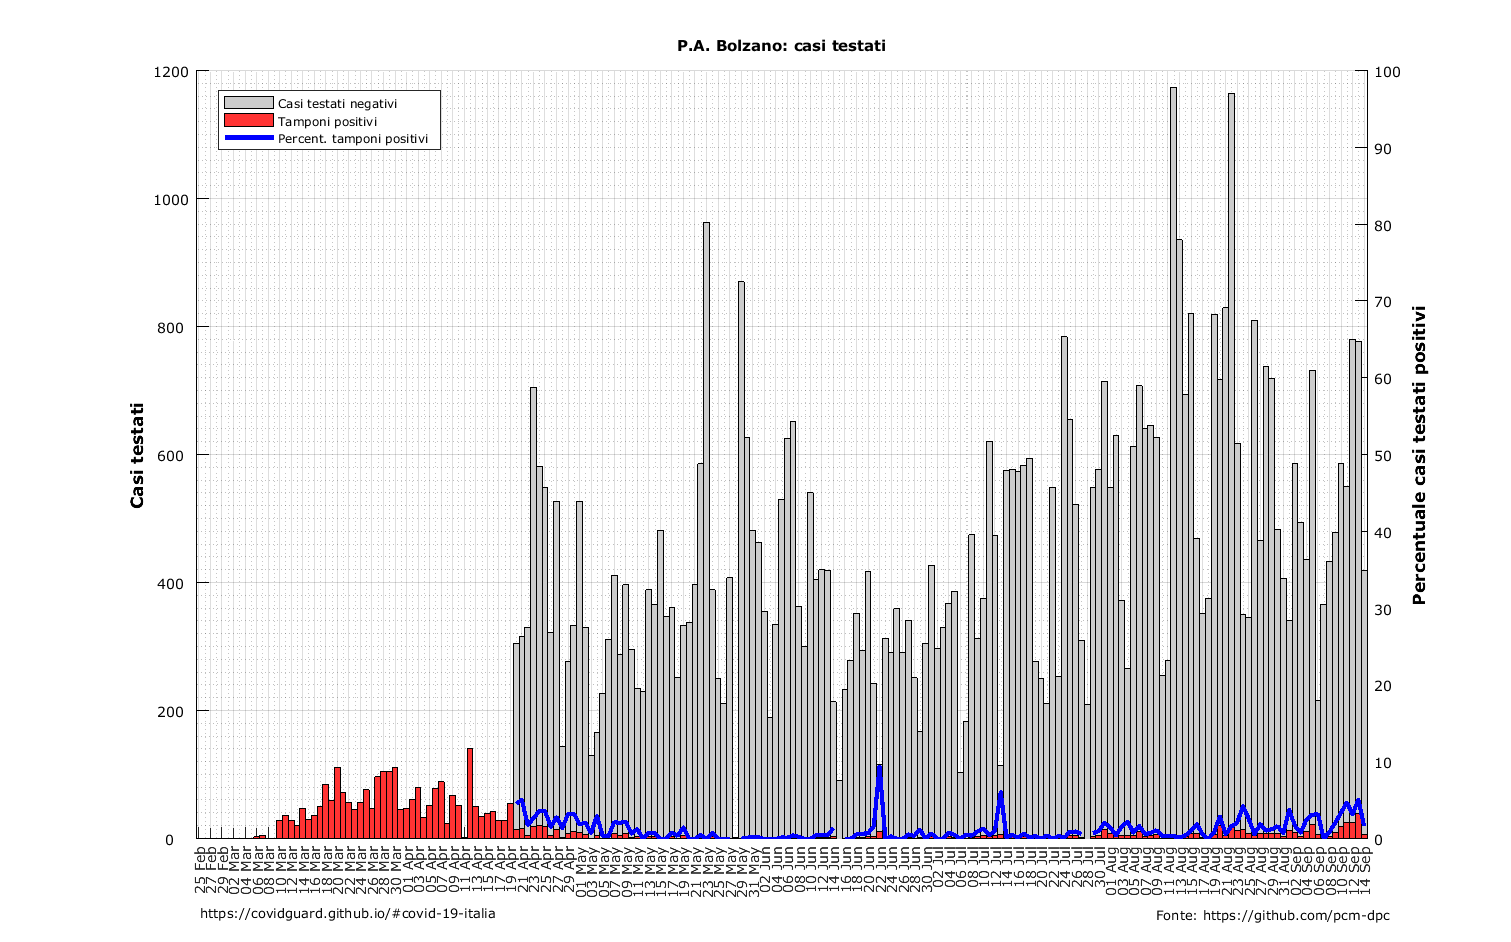 P.A. Bolzano: casi testati
Casi testati negativi
Tamponi positivi
Percent. tamponi positivi
Casi testati
1200
1000
800
600
400
200
0
100
90
80
70
60
50
40
30
20
10
0
Percentuale casi testati positivi
25 Feb
27 Feb
29 Feb
02 Mar
04 Mar
06 Mar
08 Mar
10 Mar
12 Mar
14 Mar
16 Mar
18 Mar
20 Mar
22 Mar
24 Mar
26 Mar
28 Mar
30 Mar
01 Apr
03 Apr
05 Apr
07 Apr
09 Apr
11 Apr
13 Apr
15 Apr
17 Apr
19 Apr
21 Apr
23 Apr
25 Apr
27 Apr
29 Apr
01 May
03 May
05 May
07 May
09 May
11 May
13 May
15 May
17 May
19 May
21 May
23 May
25 May
27 May
29 May
31 May
02 Jun
04 Jun
06 Jun
08 Jun
10 Jun
12 Jun
14 Jun
16 Jun
18 Jun
20 Jun
22 Jun
24 Jun
26 Jun
28 Jun
30 Jun
02 Jul
04 Jul
06 Jul
08 Jul
10 Jul
12 Jul
14 Jul
16 Jul
18 Jul
20 Jul
22 Jul
24 Jul
26 Jul
28 Jul
30 Jul
01 Aug
03 Aug
05 Aug
07 Aug
09 Aug
11 Aug
13 Aug
15 Aug
17 Aug
19 Aug
21 Aug
23 Aug
25 Aug
27 Aug
29 Aug
31 Aug
02 Sep
04 Sep
06 Sep
08 Sep
10 Sep
12 Sep
14 Sep
https://covidguard.github.io/#covid-19-italia
Fonte: https://github.com/pcm-dpc